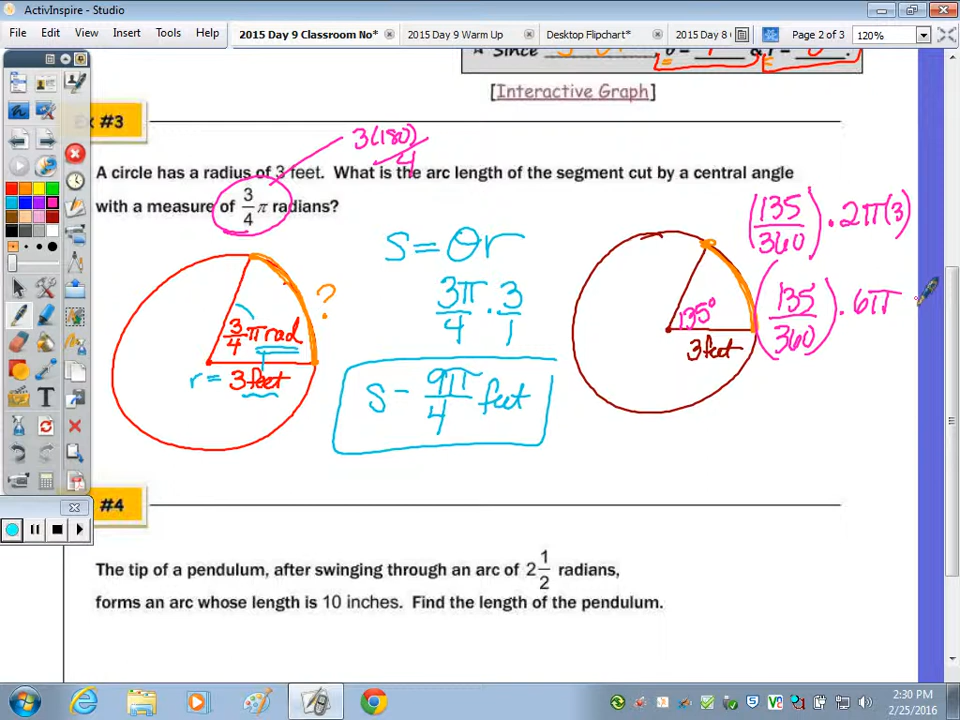 ActivInspire - Studio
File Edit View Insert Tools Help
2015 Day 9 Classroom No* × 2015 Day 9 Warm Up × Desktop Flipchart* × 2015 Day 8
Page 2 of 3 120%
[Interactive Graph]
Ex #3
3(180)
4
A circle has a radius of 3 feet. What is the arc length of the segment cut by a central angle
with a measure of 3/4 π radians?
(135/360) · 2π(3)
S = θr
3π/4 · 3/1
(135/360) · 6π
?
3/4 π rad
135°
r = 3 feet
3 feet
S = 9π/4 feet
#4
The tip of a pendulum, after swinging through an arc of 2 1/2 radians,
forms an arc whose length is 10 inches. Find the length of the pendulum.
2:30 PM
2/25/2016